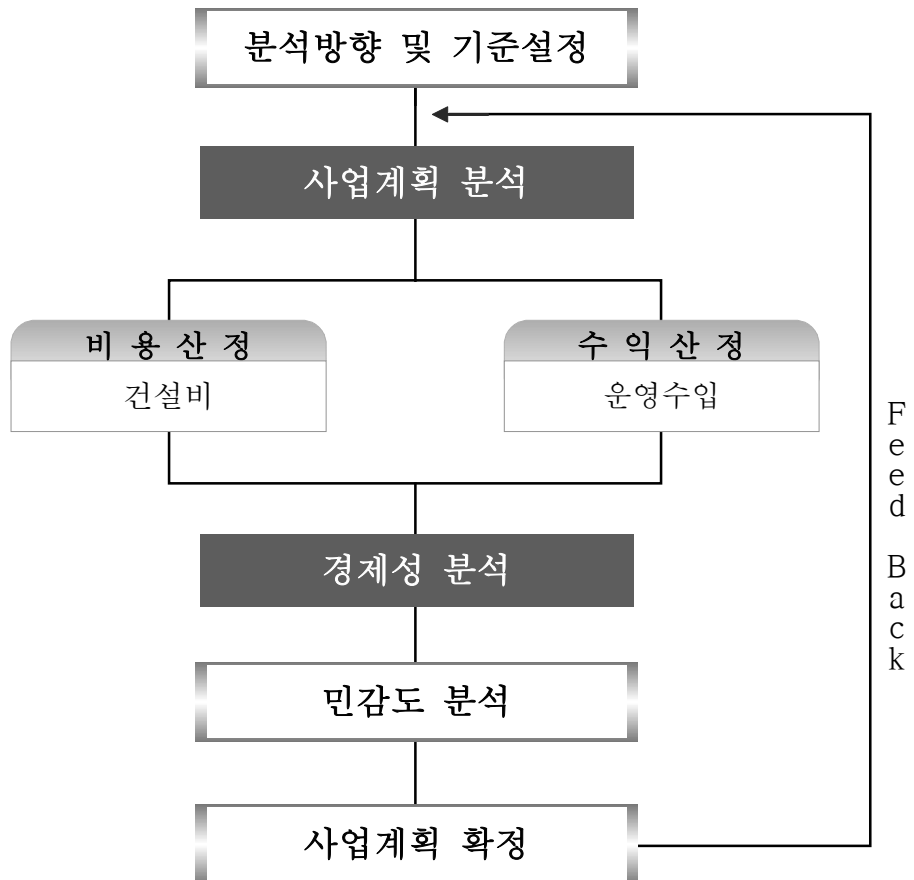 분석방향 및 기준설정
사업계획 분석
비 용 산 정
건설비
수 익 산 정
운영수입
경제성 분석
민감도 분석
사업계획 확정
Feed Back